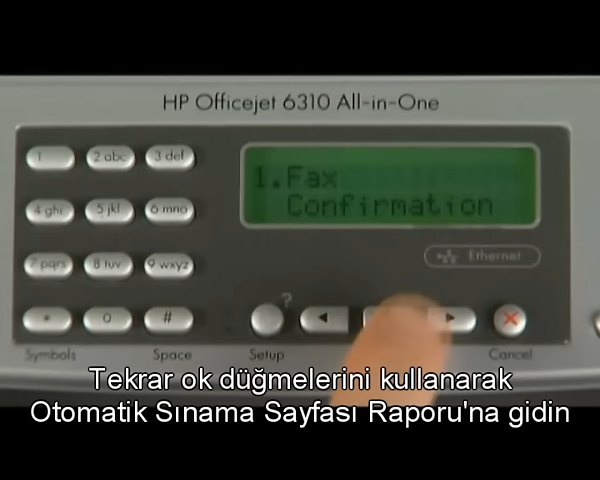 HP Officejet 6310 All-in-One
1
2 abc
3 def
1.Fax
Confirmation
4 ghi
5 jkl
6 mno
Ethernet
7 pqrs
8 tuv
9 wxyz
?
*
0
#
Symbols
Space
Setup
Cancel
Tekrar ok düğmelerini kullanarak
Otomatik Sınama Sayfası Raporu'na gidin